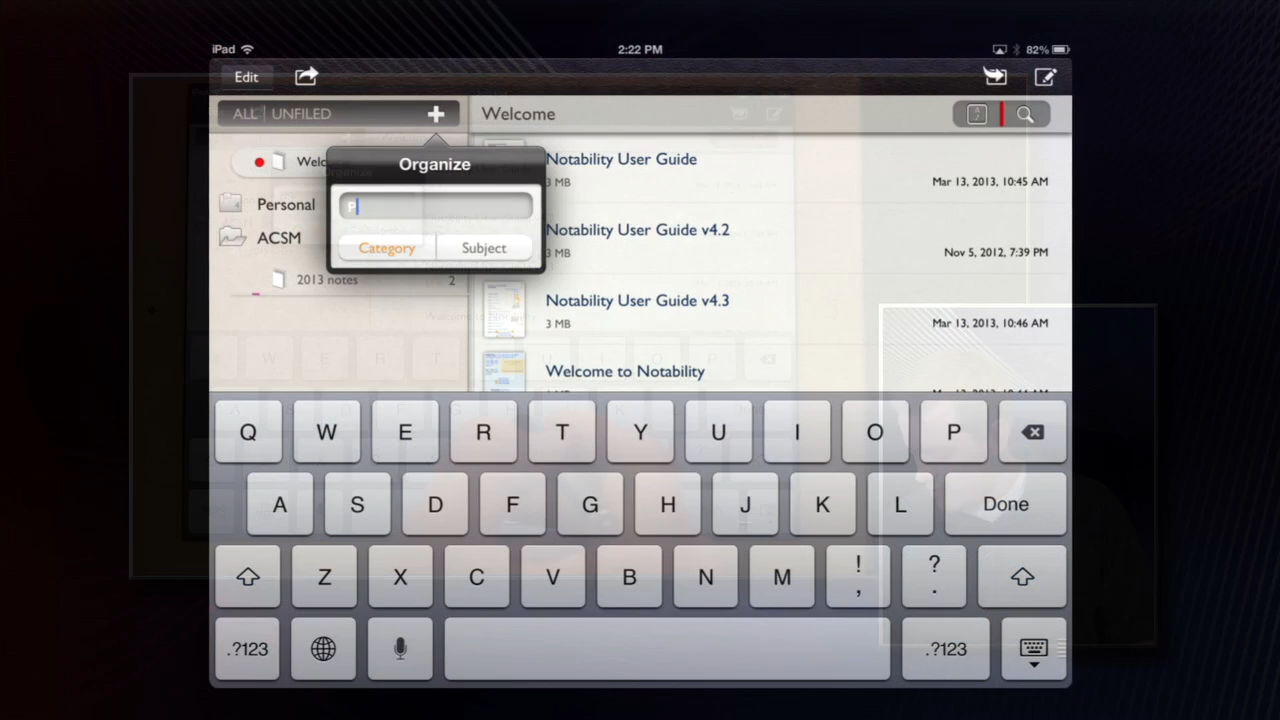 iPad 2:22 PM 82%
Edit
ALL | UNFILED +
Welcome
Organize
P
Category Subject
Personal
ACSM
2013 notes 2
Notability User Guide
3 MB
Mar 13, 2013, 10:45 AM
Notability User Guide v4.2
3 MB
Nov 5, 2012, 7:39 PM
Notability User Guide v4.3
3 MB
Mar 13, 2013, 10:46 AM
Welcome to Notability
Q W E R T Y U I O P
A S D F G H J K L Done
Z X C V B N M ! , ? .
.?123 .?123